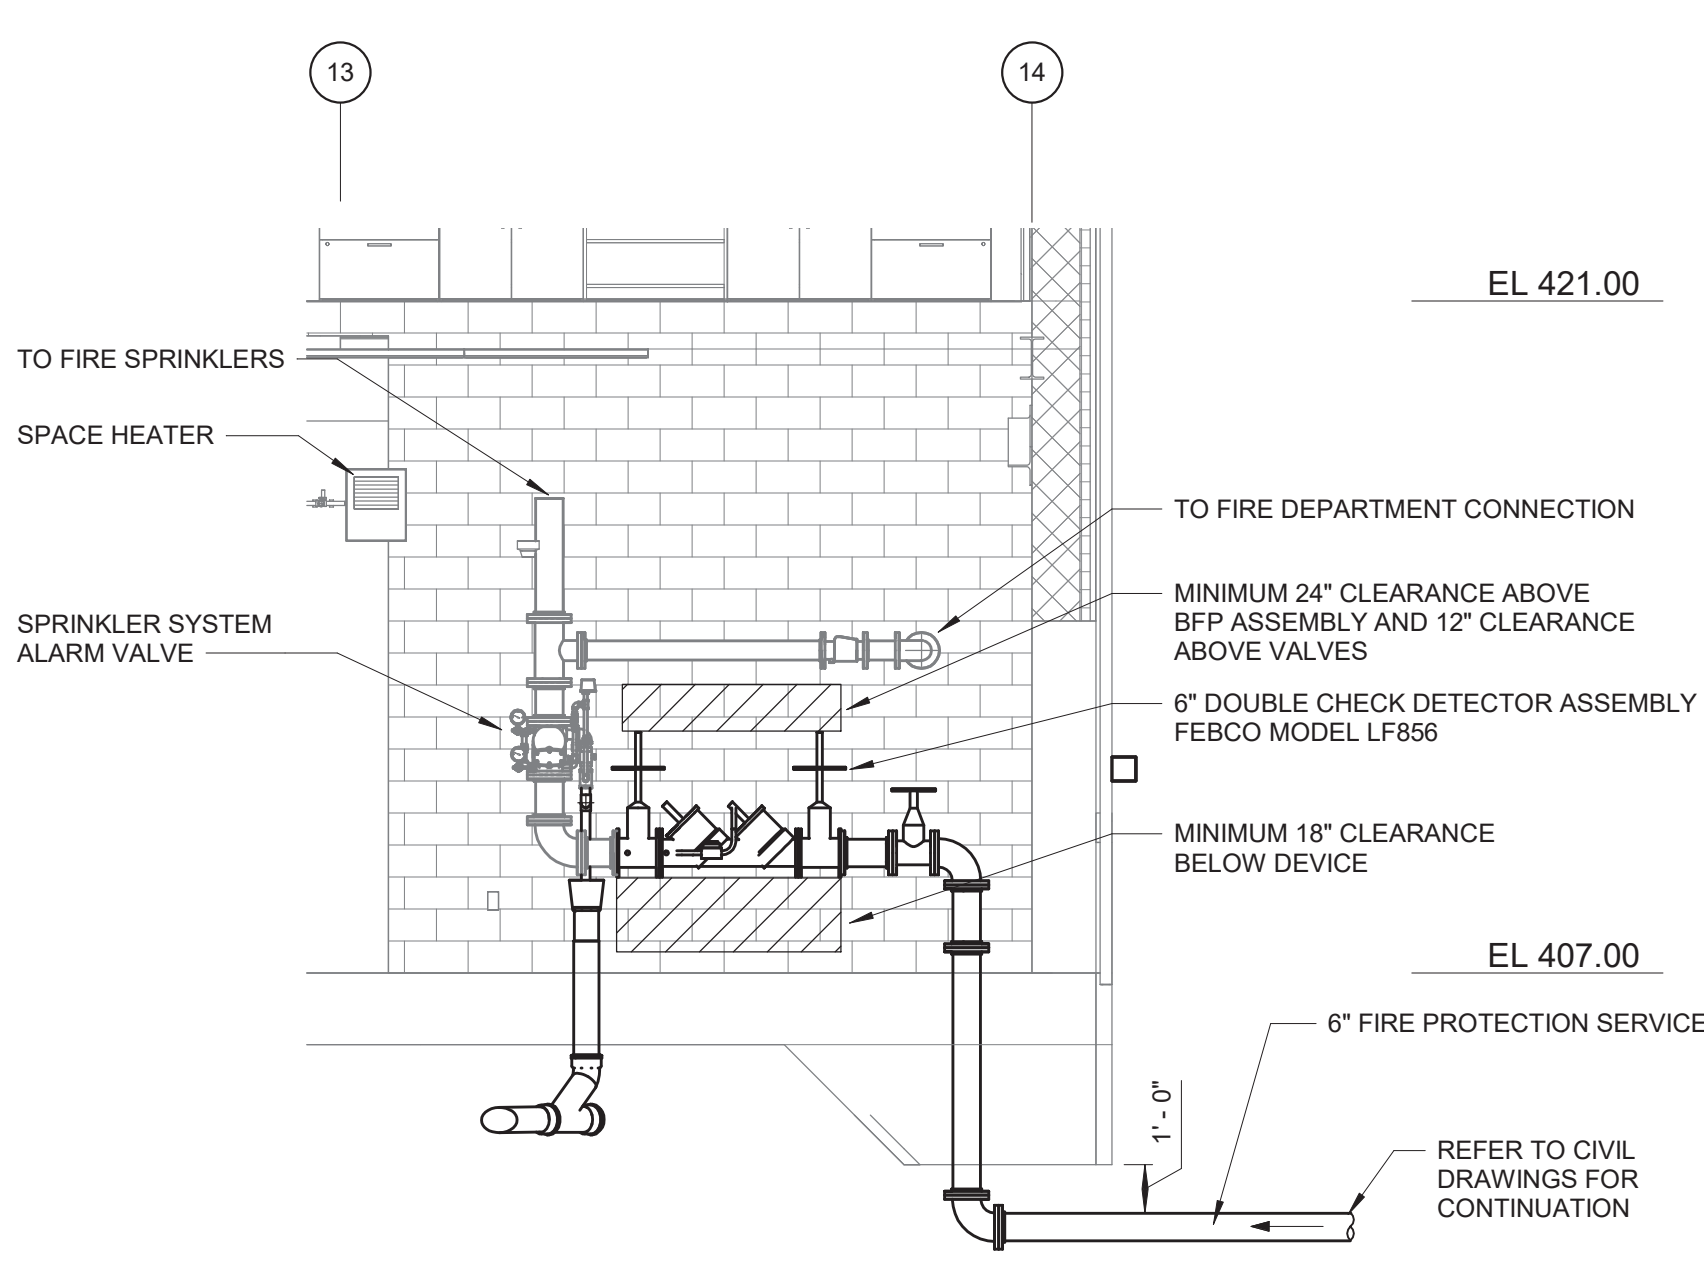 13
14
EL 421.00
TO FIRE SPRINKLERS
SPACE HEATER
TO FIRE DEPARTMENT CONNECTION
MINIMUM 24" CLEARANCE ABOVE
BFP ASSEMBLY AND 12" CLEARANCE
ABOVE VALVES
SPRINKLER SYSTEM
ALARM VALVE
6" DOUBLE CHECK DETECTOR ASSEMBLY
FEBCO MODEL LF856
MINIMUM 18" CLEARANCE
BELOW DEVICE
EL 407.00
6" FIRE PROTECTION SERVICE
1' - 0"
REFER TO CIVIL
DRAWINGS FOR
CONTINUATION